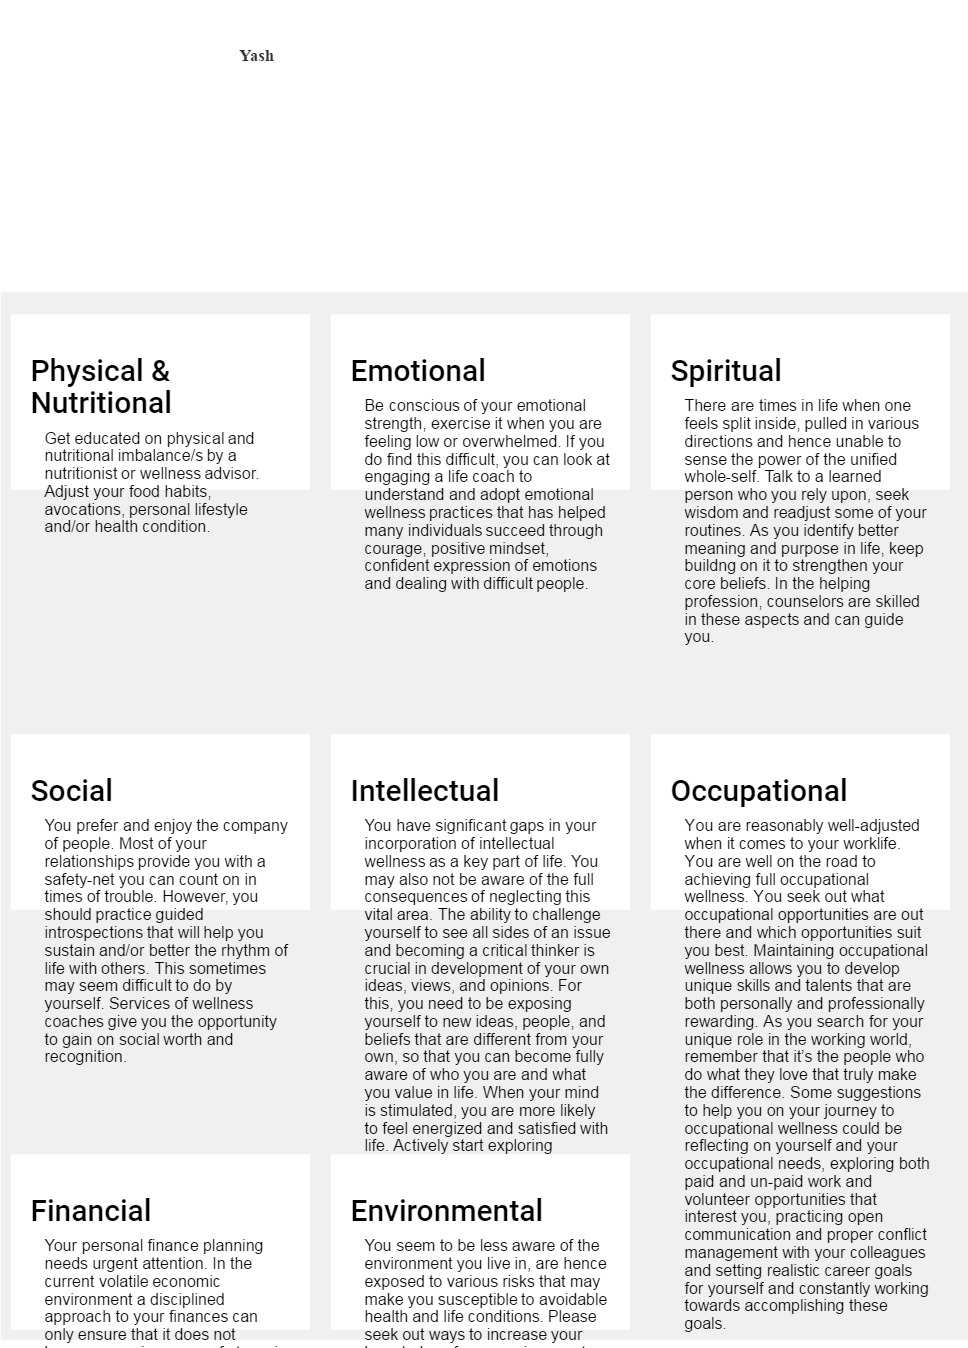 Yash
Physical &
Nutritional
Get educated on physical and
nutritional imbalance/s by a
nutritionist or wellness advisor.
Adjust your food habits,
avocations, personal lifestyle
and/or health condition.
Emotional
Be conscious of your emotional
strength, exercise it when you are
feeling low or overwhelmed. If you
do find this difficult, you can look at
engaging a life coach to
understand and adopt emotional
wellness practices that has helped
many individuals succeed through
courage, positive mindset,
confident expression of emotions
and dealing with difficult people.
Spiritual
There are times in life when one
feels split inside, pulled in various
directions and hence unable to
sense the power of the unified
whole-self. Talk to a learned
person who you rely upon, seek
wisdom and readjust some of your
routines. As you identify better
meaning and purpose in life, keep
buildng on it to strengthen your
core beliefs. In the helping
profession, counselors are skilled
in these aspects and can guide
you.
Social
You prefer and enjoy the company
of people. Most of your
relationships provide you with a
safety-net you can count on in
times of trouble. However, you
should practice guided
introspections that will help you
sustain and/or better the rhythm of
life with others. This sometimes
may seem difficult to do by
yourself. Services of wellness
coaches give you the opportunity
to gain on social worth and
recognition.
Intellectual
You have significant gaps in your
incorporation of intellectual
wellness as a key part of life. You
may also not be aware of the full
consequences of neglecting this
vital area. The ability to challenge
yourself to see all sides of an issue
and becoming a critical thinker is
crucial in development of your own
ideas, views, and opinions. For
this, you need to be exposing
yourself to new ideas, people, and
beliefs that are different from your
own, so that you can become fully
aware of who you are and what
you value in life. When your mind
is stimulated, you are more likely
to feel energized and satisfied with
life. Actively start exploring
Occupational
You are reasonably well-adjusted
when it comes to your worklife.
You are well on the road to
achieving full occupational
wellness. You seek out what
occupational opportunities are out
there and which opportunities suit
you best. Maintaining occupational
wellness allows you to develop
unique skills and talents that are
both personally and professionally
rewarding. As you search for your
unique role in the working world,
remember that it’s the people who
do what they love that truly make
the difference. Some suggestions
to help you on your journey to
occupational wellness could be
reflecting on yourself and your
occupational needs, exploring both
paid and un-paid work and
volunteer opportunities that
interest you, practicing open
communication and proper conflict
management with your colleagues
and setting realistic career goals
for yourself and constantly working
towards accomplishing these
goals.
Financial
Your personal finance planning
needs urgent attention. In the
current volatile economic
environment a disciplined
approach to your finances can
only ensure that it does not
Environmental
You seem to be less aware of the
environment you live in, are hence
exposed to various risks that may
make you susceptible to avoidable
health and life conditions. Please
seek out ways to increase your